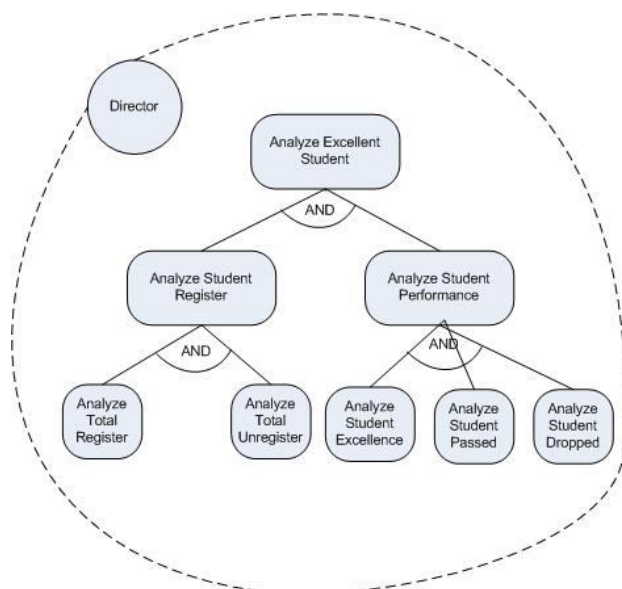 Director
Analyze Excellent
Student
AND
Analyze Student
Register
Analyze Student
Performance
AND
AND
Analyze
Total
Register
Analyze
Total
Unregister
Analyze
Student
Excellence
Analyze
Student
Passed
Analyze
Student
Dropped